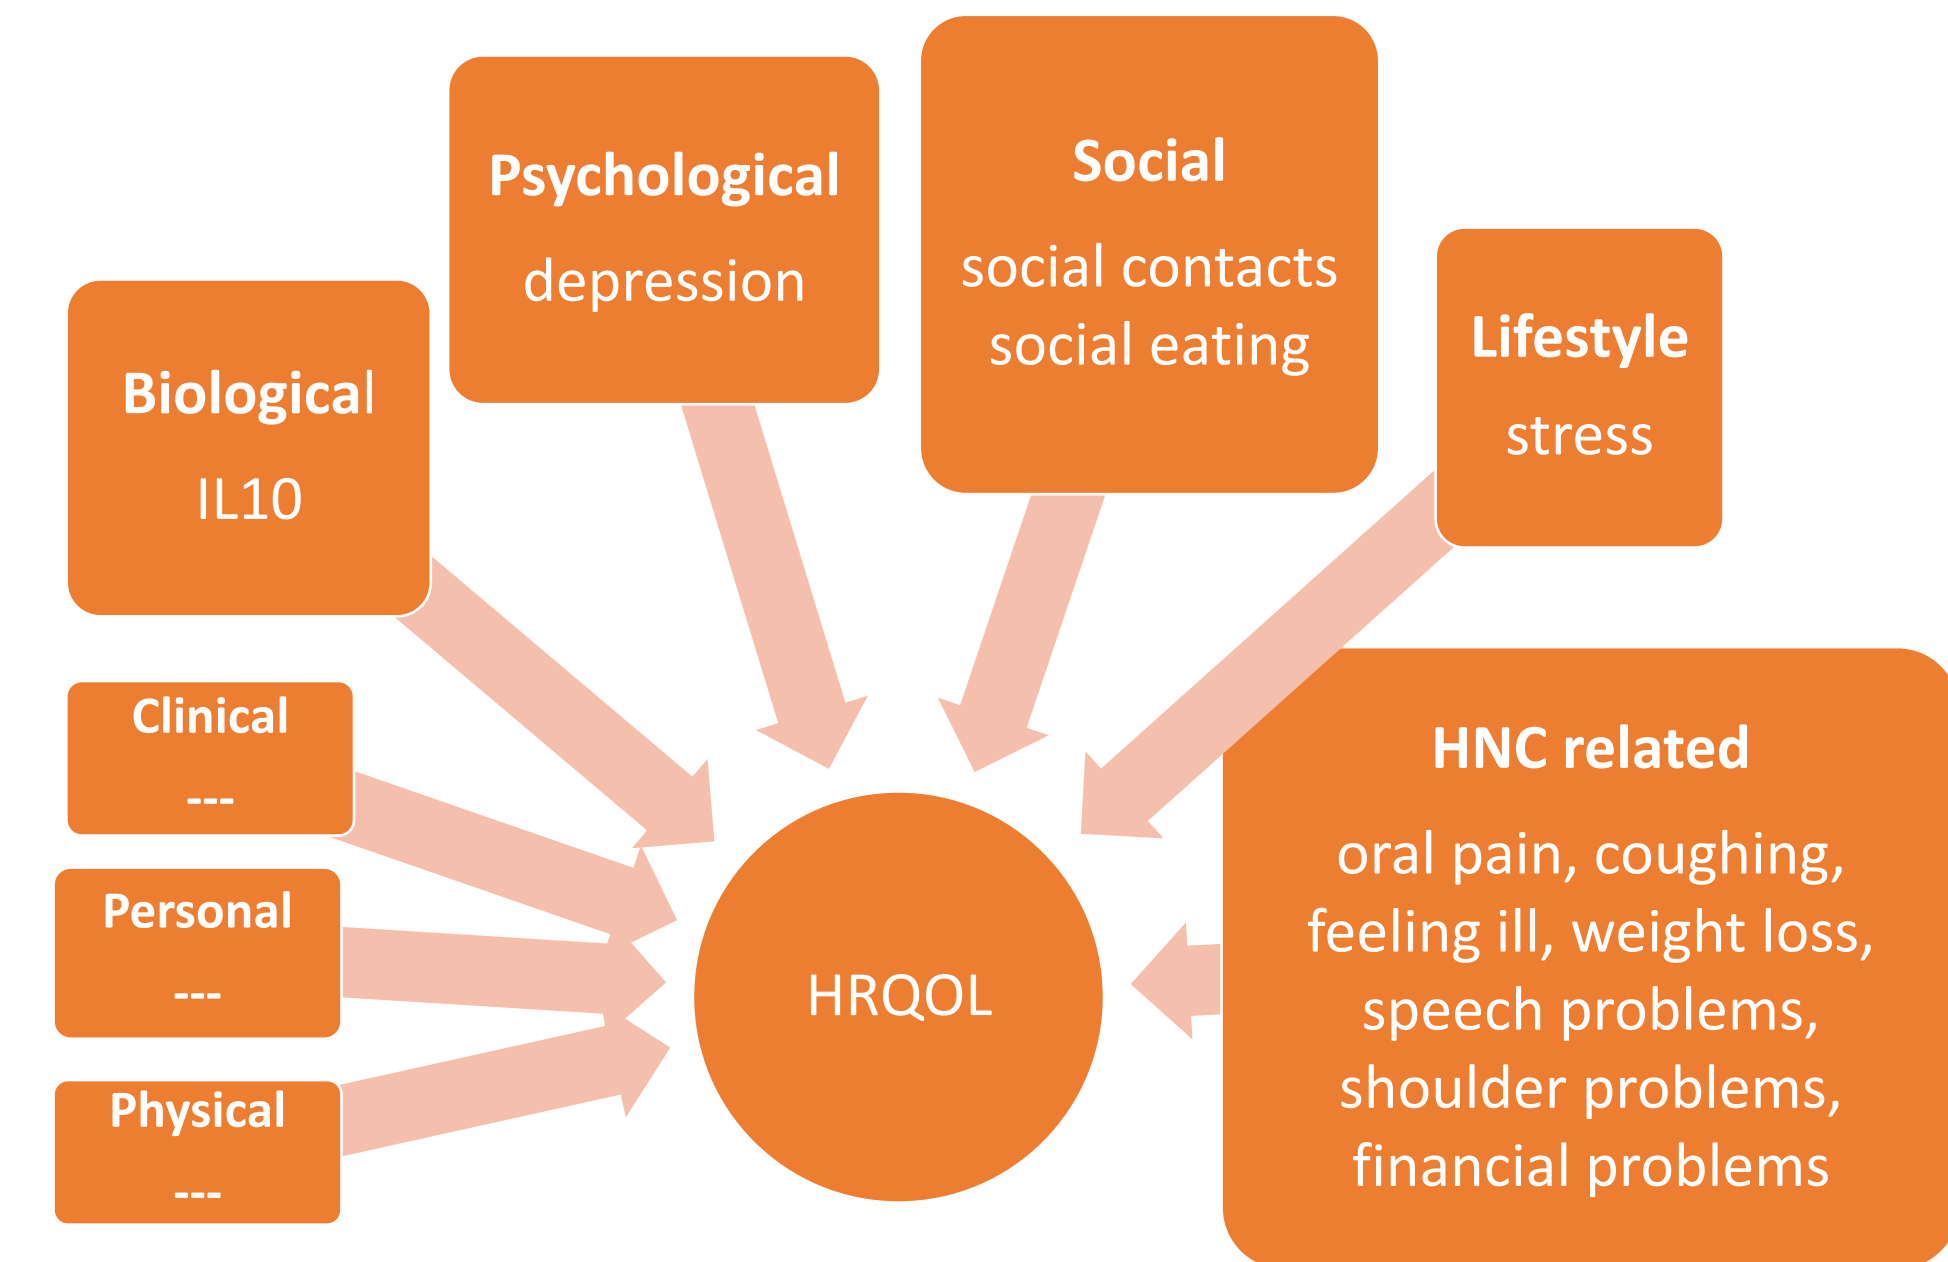 Biological
IL10
Psychological
depression
Social
social contacts
social eating
Lifestyle
stress
Clinical
---
Personal
---
Physical
---
HRQOL
HNC related
oral pain, coughing,
feeling ill, weight loss,
speech problems,
shoulder problems,
financial problems